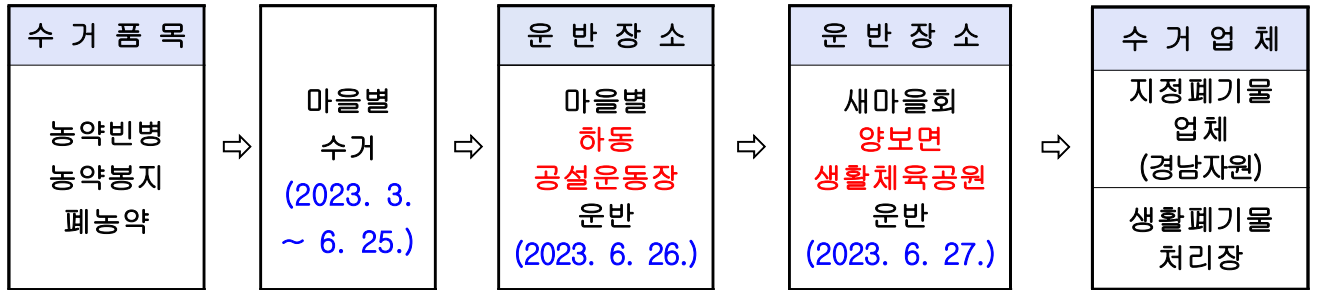 수 거 품 목
농약빈병
농약봉지
폐농약
⇨
마을별
수거
(2023. 3.
~ 6. 25.)
⇨
운 반 장 소
마을별
하동
공설운동장
운반
(2023. 6. 26.)
⇨
운 반 장 소
새마을회
양보면
생활체육공원
운반
(2023. 6. 27.)
⇨
수 거 업 체
지정폐기물
업체
(경남자원)
생활폐기물
처리장